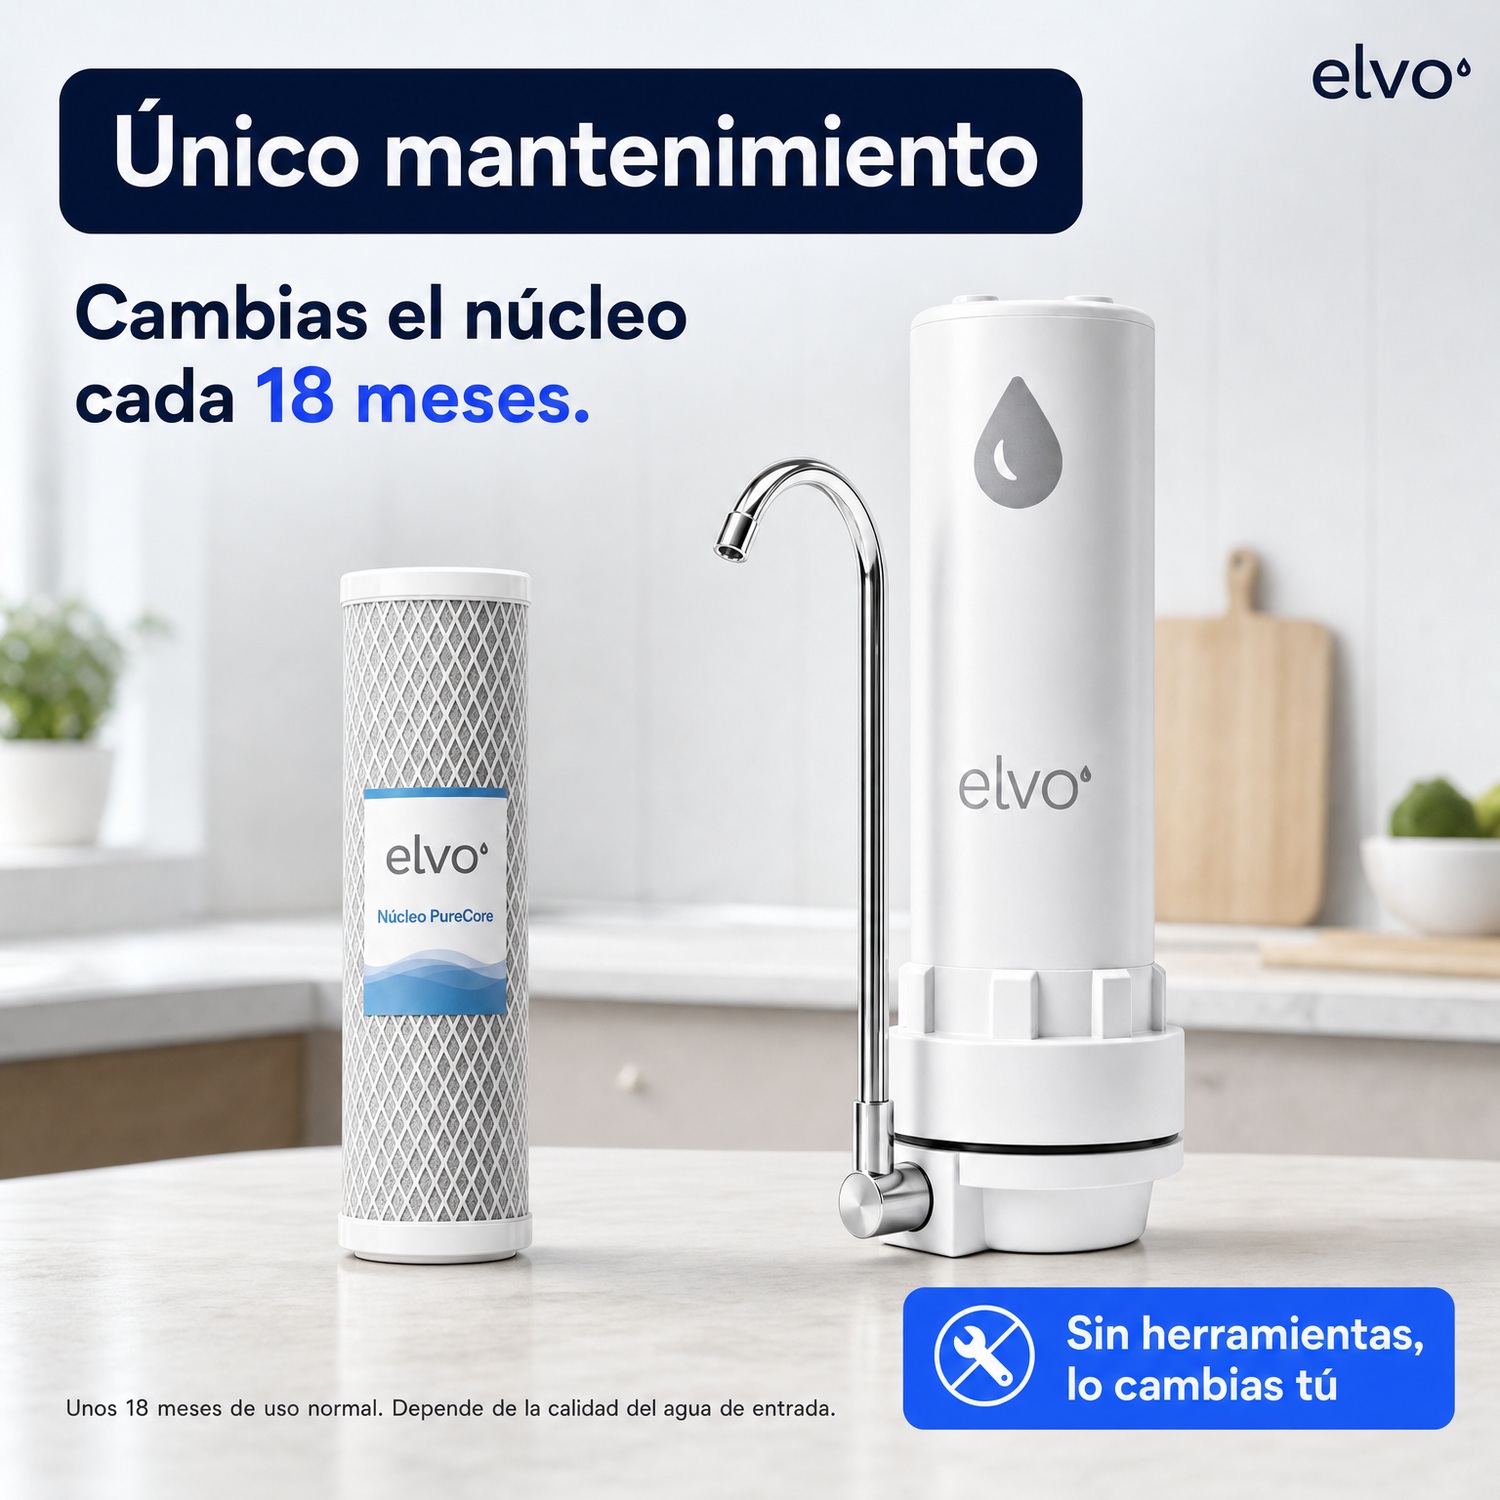 elvo
Único mantenimiento
Cambias el núcleo
cada 18 meses.
elvo
elvo
Núcleo PureCore
Sin herramientas,
lo cambias tú
Unos 18 meses de uso normal. Depende de la calidad del agua de entrada.